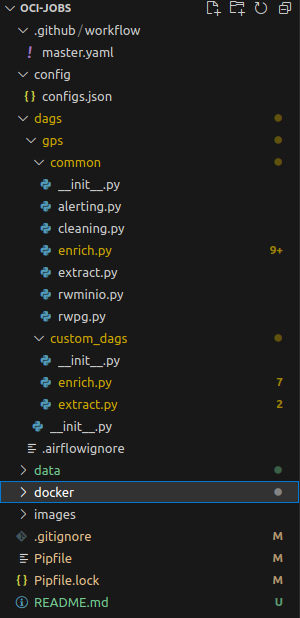 OCI-JOBS
.github / workflow
! master.yaml
config
{} configs.json
dags
gps
common
__init__.py
alerting.py
cleaning.py
enrich.py 9+
extract.py
rwminio.py
rwpg.py
custom_dags
__init__.py
enrich.py 7
extract.py 2
__init__.py
.airflowignore
data
docker
images
.gitignore M
Pipfile M
{} Pipfile.lock M
README.md U